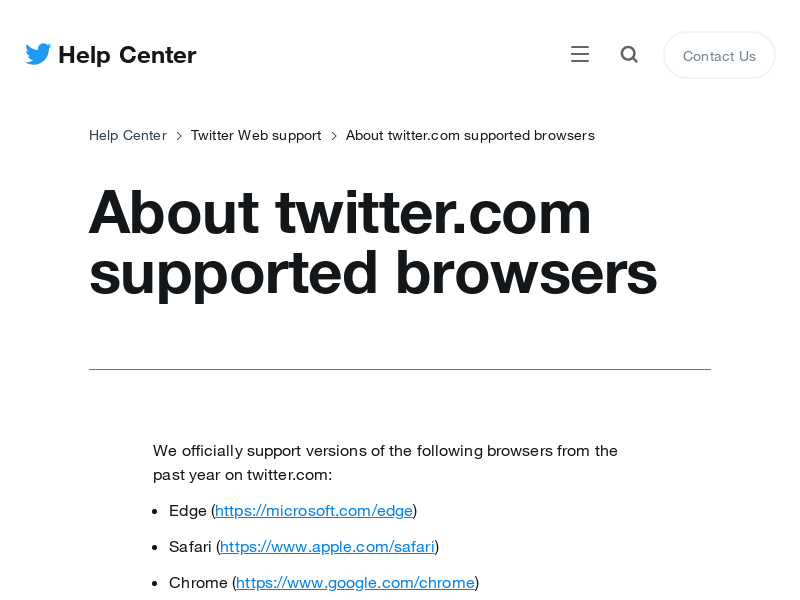 Help Center
Contact Us
Help Center > Twitter Web support > About twitter.com supported browsers
About twitter.com
supported browsers
We officially support versions of the following browsers from the
past year on twitter.com:
• Edge (https://microsoft.com/edge)
• Safari (https://www.apple.com/safari)
• Chrome (https://www.google.com/chrome)